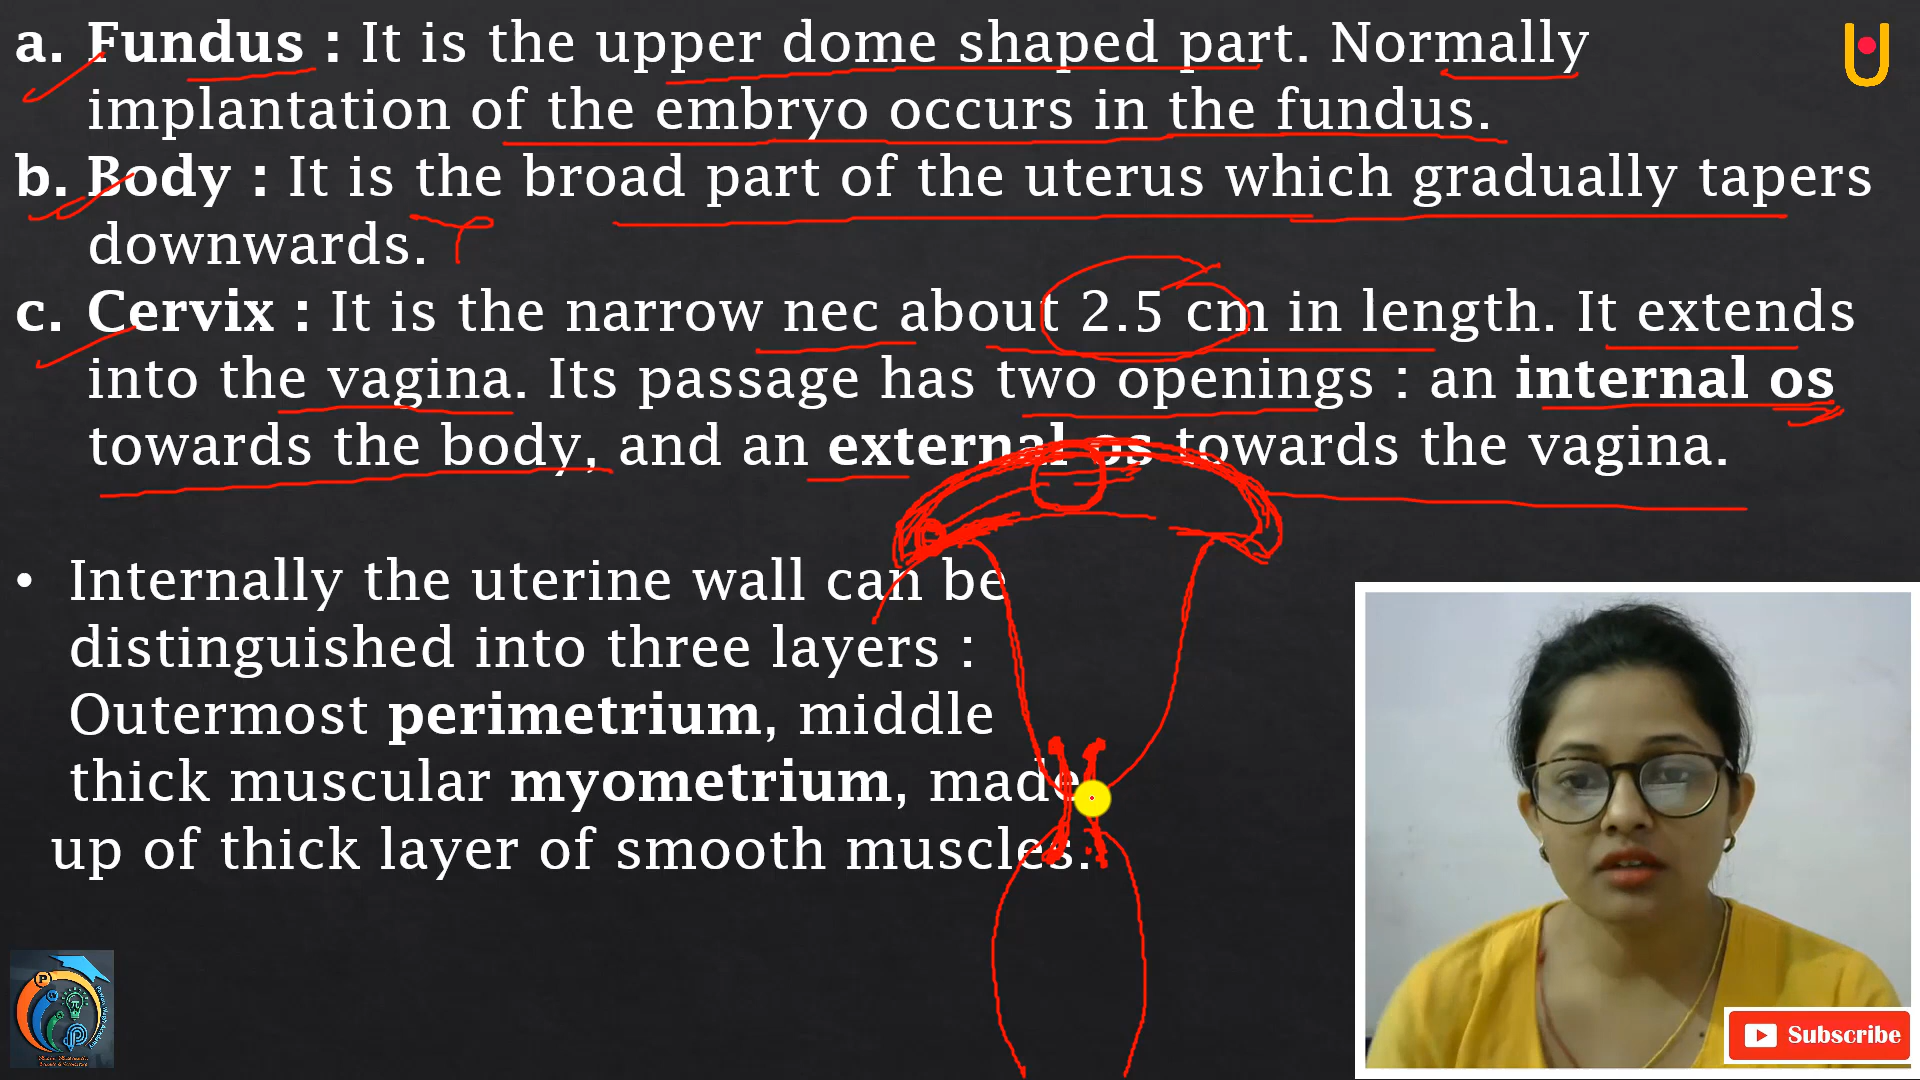 a. Fundus : It is the upper dome shaped part. Normally
implantation of the embryo occurs in the fundus.
b. Body : It is the broad part of the uterus which gradually tapers
downwards.
c. Cervix : It is the narrow nec about 2.5 cm in length. It extends
into the vagina. Its passage has two openings : an internal os
towards the body, and an external os towards the vagina.
• Internally the uterine wall can be
distinguished into three layers :
Outermost perimetrium, middle
thick muscular myometrium, made
up of thick layer of smooth muscles.
Subscribe